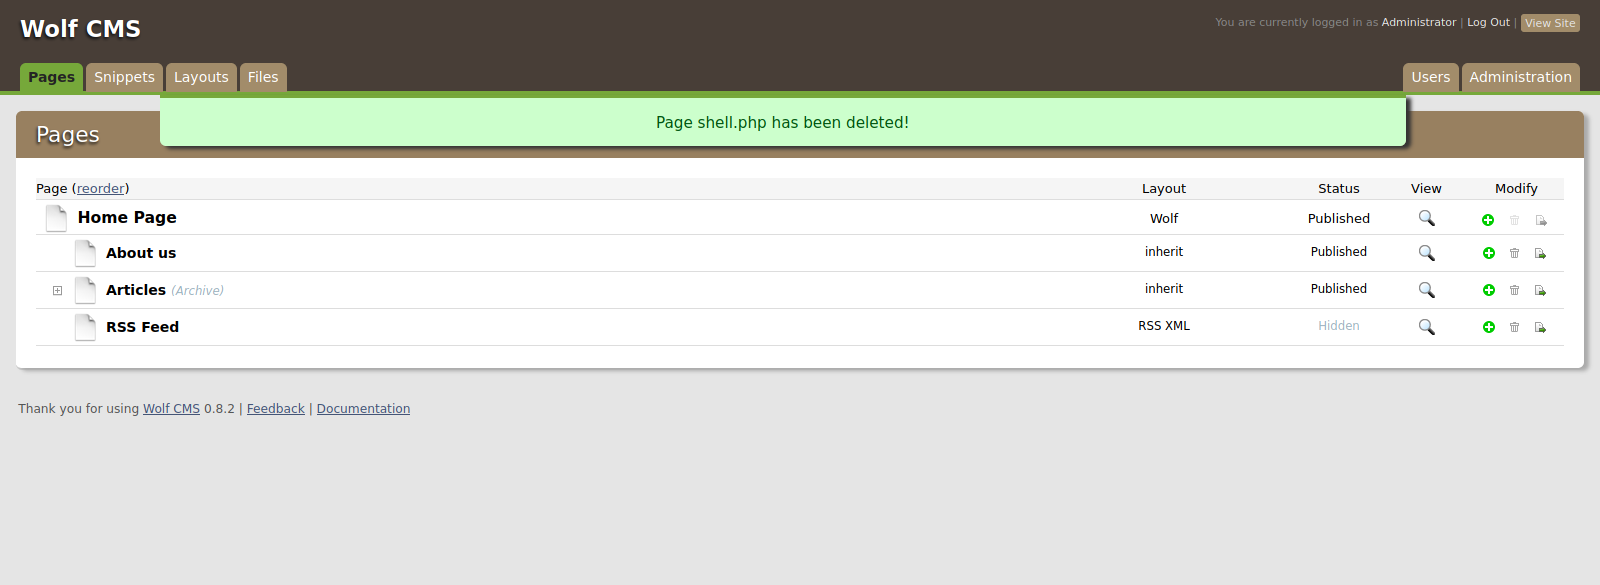 Wolf CMS
You are currently logged in as Administrator | Log Out | View Site
Pages Snippets Layouts Files Users Administration
Page shell.php has been deleted!
Pages
Page (reorder) Layout Status View Modify
Home Page Wolf Published
About us inherit Published
Articles (Archive) inherit Published
RSS Feed RSS XML Hidden
Thank you for using Wolf CMS 0.8.2 | Feedback | Documentation